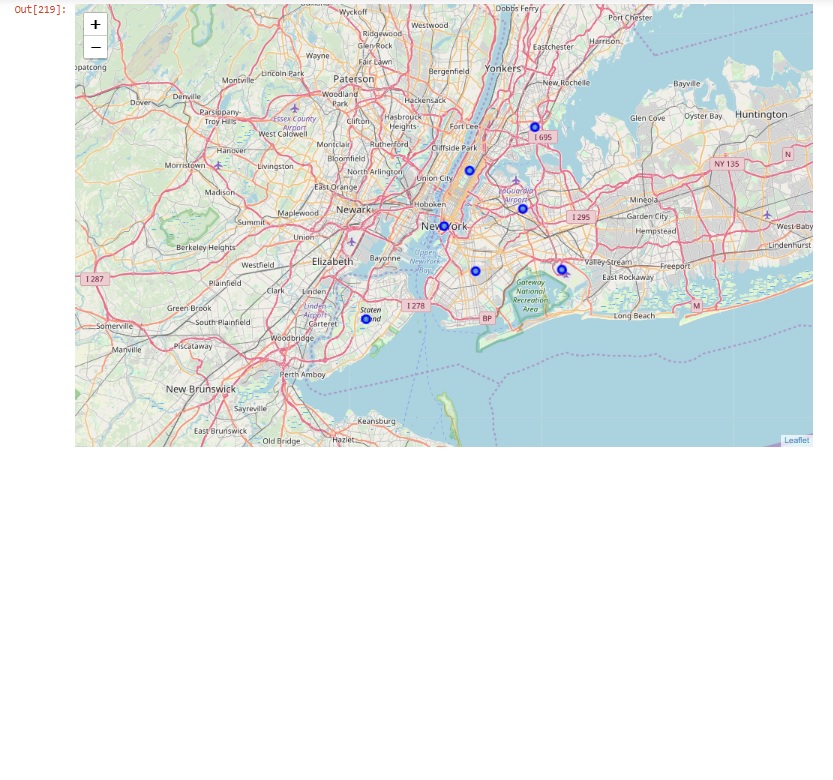 Out[219]:
+
−
Wyckoff
Dobbs Ferry
Port Chester
Westwood
Ridgewood
Glen Rock
Eastchester
Harrison
Wayne
Fair Lawn
opatcong
Lincoln Park
Bergenfield
Yonkers
Montville
Paterson
New Rochelle
Bayville
Denville
Woodland
Park
Dover
Hackensack
Parsippany-
Troy Hills
Essex County
Airport
Clifton
Hasbrouck
Heights
Fort Lee
Glen Cove
Oyster Bay
Huntington
West Caldwell
I 695
Montclair
Rutherford
Cliffside Park
Hanover
Bloomfield
N
Morristown
Livingston
North Arlington
Union City
NY 135
East Orange
LaGuardia
Airport
Madison
Mineola
Maplewood
Newark
Hoboken
I 295
Garden City
Summit
New York
Hempstead
West Baby
Union
Berkeley Heights
Upper
New York
Bay
Lindenhurst
Westfield
Elizabeth
Bayonne
Valley Stream
Freeport
I 287
East Rockaway
Plainfield
Clark
Linden
Gateway
National
Recreation
Area
Green Brook
Linden
Airport
I 278
M
Staten
Long Beach
South Plainfield
Carteret
BP
Somerville
Woodbridge
Piscataway
Manville
Perth Amboy
New Brunswick
Sayreville
Keansburg
East Brunswick
Old Bridge
Hazlet
Leaflet